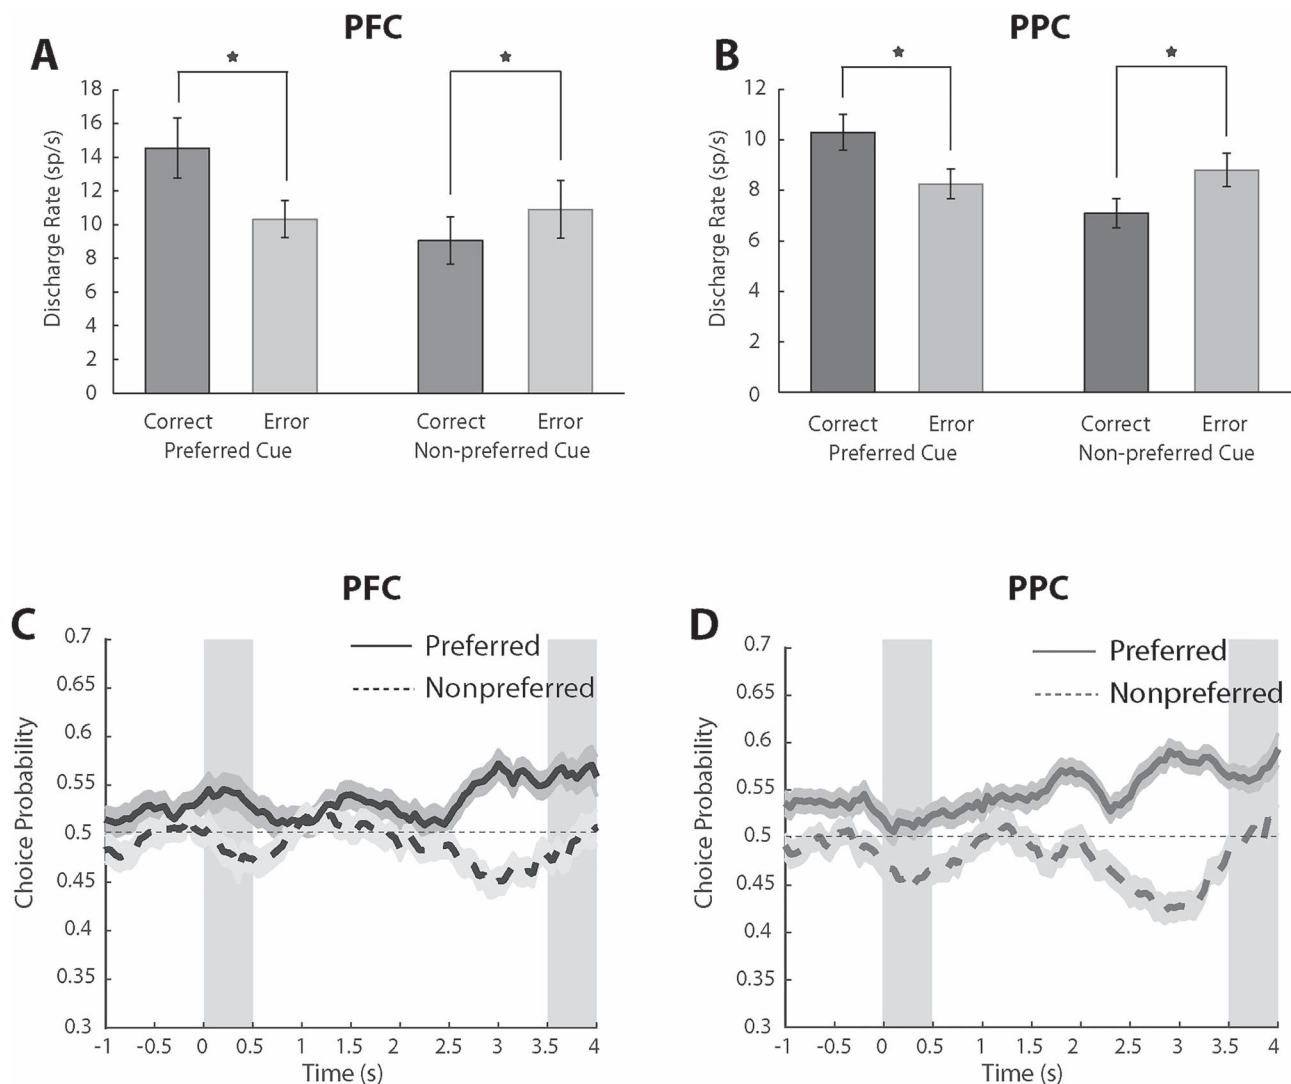 PFC
PPC
A
B
Discharge Rate (sp/s)
18
16
14
12
10
8
6
4
2
0
Correct Error Correct Error
Preferred Cue Non-preferred Cue
Discharge Rate (sp/s)
12
10
8
6
4
2
0
Correct Error Correct Error
Preferred Cue Non-preferred Cue
PFC
PPC
C
D
Choice Probability
0.7
0.65
0.6
0.55
0.5
0.45
0.4
0.35
0.3
Preferred
Nonpreferred
-1 -0.5 0 0.5 1 1.5 2 2.5 3 3.5 4
Time (s)
Choice Probability
0.7
0.65
0.6
0.55
0.5
0.45
0.4
0.35
0.3
Preferred
Nonpreferred
-1 -0.5 0 0.5 1 1.5 2 2.5 3 3.5 4
Time (s)